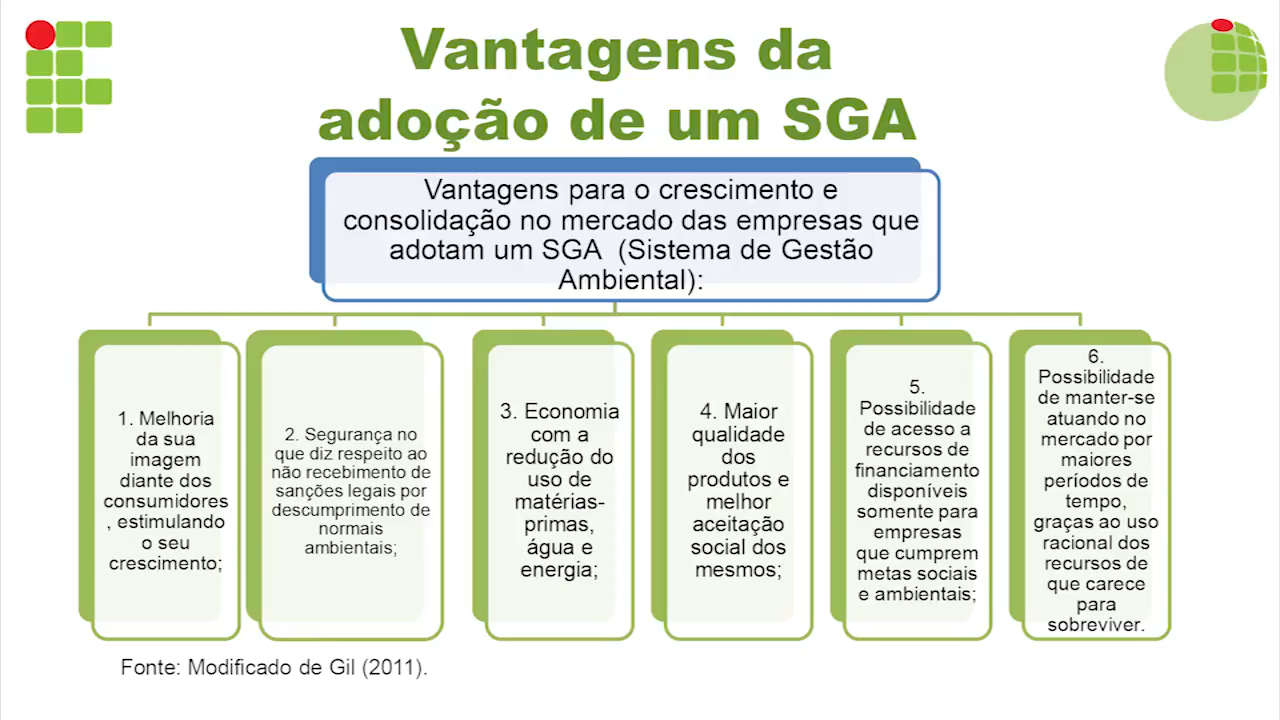 Vantagens da
adoção de um SGA
Vantagens para o crescimento e
consolidação no mercado das empresas que
adotam um SGA (Sistema de Gestão
Ambiental):
1. Melhoria
da sua
imagem
diante dos
consumidores
, estimulando
o seu
crescimento;
2. Segurança no
que diz respeito ao
não recebimento de
sanções legais por
descumprimento de
normais
ambientais;
3. Economia
com a
redução do
uso de
matérias-
primas,
água e
energia;
4. Maior
qualidade
dos
produtos e
melhor
aceitação
social dos
mesmos;
5.
Possibilidade
de acesso a
recursos de
financiamento
disponíveis
somente para
empresas
que cumprem
metas sociais
e ambientais;
6.
Possibilidade
de manter-se
atuando no
mercado por
maiores
períodos de
tempo,
graças ao uso
racional dos
recursos de
que carece
para
sobreviver.
Fonte: Modificado de Gil (2011).